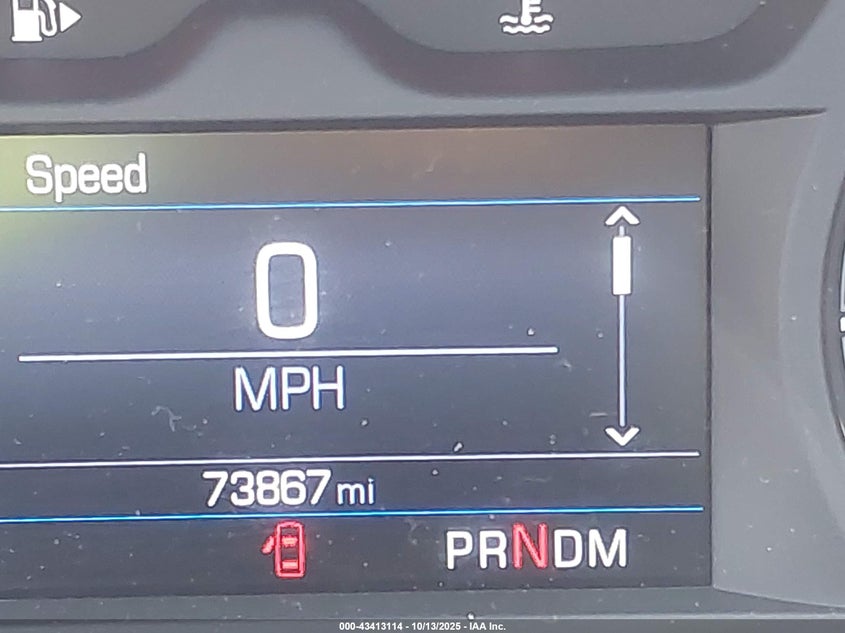 Speed
0
MPH
73867 mi
PRNDM
000-43413114 - 10/13/2025 - IAA Inc.